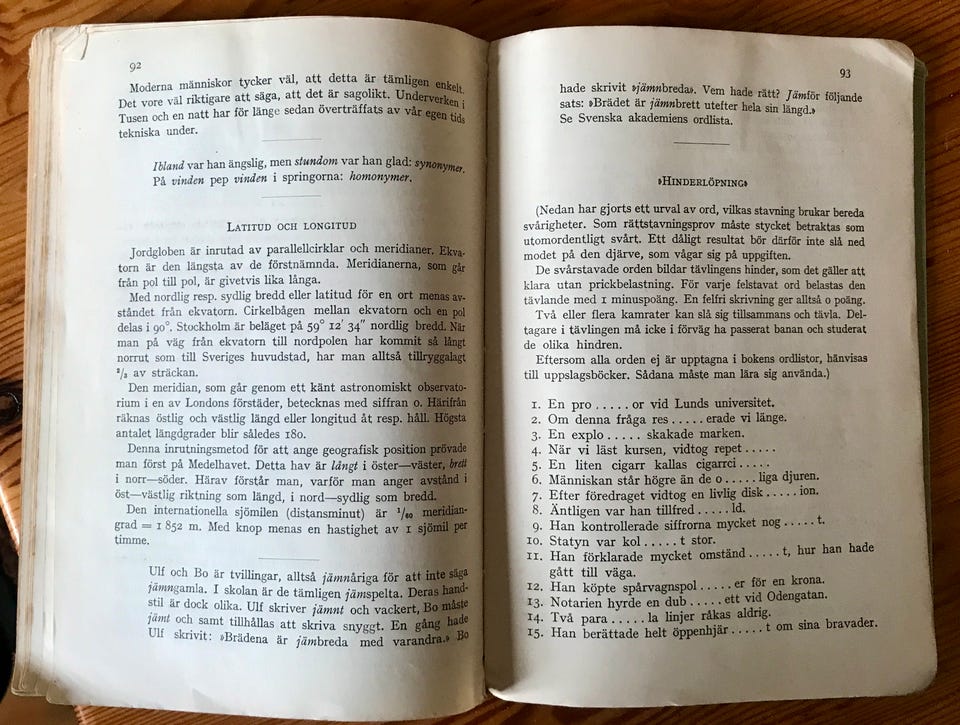 92
Moderna människor tycker väl, att detta är tämligen enkelt.
Det vore väl riktigare att säga, att det är sagolikt. Underverken i
Tusen och en natt har för länge sedan överträffats av vår egen tids
tekniska under.
Ibland var han ängslig, men stundom var han glad: synonymer.
På vinden pep vinden i springorna: homonymer.
LATITUD OCH LONGITUD
Jordgloben är inrutad av parallellcirklar och meridianer. Ekva-
torn är den längsta av de förstnämnda. Meridianerna, som går
från pol till pol, är givetvis lika långa.
Med nordlig resp. sydlig bredd eller latitud för en ort menas av-
ståndet från ekvatorn. Cirkelbågen mellan ekvatorn och en pol
delas i 90°. Stockholm är beläget på 59° 12′ 34″ nordlig bredd. När
man på väg från ekvatorn till nordpolen har kommit så långt
norrut som till Sveriges huvudstad, har man alltså tillryggalagt
²/₃ av sträckan.
Den meridian, som går genom ett känt astronomiskt observato-
rium i en av Londons förstäder, betecknas med siffran 0. Härifrån
räknas östlig och västlig längd eller longitud åt resp. håll. Högsta
antalet längdgrader blir således 180.
Denna inrutningsmetod för att ange geografisk position prövade
man först på Medelhavet. Detta hav är långt i öster—väster, brett
i norr—söder. Härav förstår man, varför man anger avstånd i
öst—västlig riktning som längd, i nord—sydlig som bredd.
Den internationella sjömilen (distansminut) är ¹/₆₀ meridian-
grad = 1 852 m. Med knop menas en hastighet av 1 sjömil per
timme.
Ulf och Bo är tvillingar, alltså jämnåriga för att inte säga
jämngamla. I skolan är de tämligen jämspelta. Deras hand-
stil är dock olika. Ulf skriver jämnt och vackert, Bo måste
jämt och samt tillhållas att skriva snyggt. En gång hade
Ulf skrivit: »Brädena är jämbreda med varandra.» Bo
93
hade skrivit »jämnbreda». Vem hade rätt? Jämför följande
sats: »Brädet är jämnbrett utefter hela sin längd.»
Se Svenska akademiens ordlista.
»HINDERLÖPNING»
(Nedan har gjorts ett urval av ord, vilkas stavning brukar bereda
svårigheter. Som rättstavningsprov måste stycket betraktas som
utomordentligt svårt. Ett dåligt resultat bör därför inte slå ned
modet på den djärve, som vågar sig på uppgiften.
De svårstavade orden bildar tävlingens hinder, som det gäller att
klara utan prickbelastning. För varje felstavat ord belastas den
tävlande med 1 minuspoäng. En felfri skrivning ger alltså 0 poäng.
Två eller flera kamrater kan slå sig tillsammans och tävla. Del-
tagare i tävlingen må icke i förväg ha passerat banan och studerat
de olika hindren.
Eftersom alla orden ej är upptagna i bokens ordlistor, hänvisas
till uppslagsböcker. Sådana måste man lära sig använda.)
1. En pro . . . . . or vid Lunds universitet.
2. Om denna fråga res . . . . . erade vi länge.
3. En explo . . . . . skakade marken.
4. När vi läst kursen, vidtog repet . . . . .
5. En liten cigarr kallas cigarrci . . . . .
6. Människan står högre än de o . . . . . liga djuren.
7. Efter föredraget vidtog en livlig disk . . . . . ion.
8. Äntligen var han tillfred . . . . . ld.
9. Han kontrollerade siffrorna mycket nog . . . . . t.
10. Statyn var kol . . . . . t stor.
11. Han förklarade mycket omständ . . . . . t, hur han hade
gått till väga.
12. Han köpte spårvagnspol . . . . . er för en krona.
13. Notarien hyrde en dub . . . . . ett vid Odengatan.
14. Två para . . . . . la linjer råkas aldrig.
15. Han berättade helt öppenhjär . . . . . t om sina bravader.